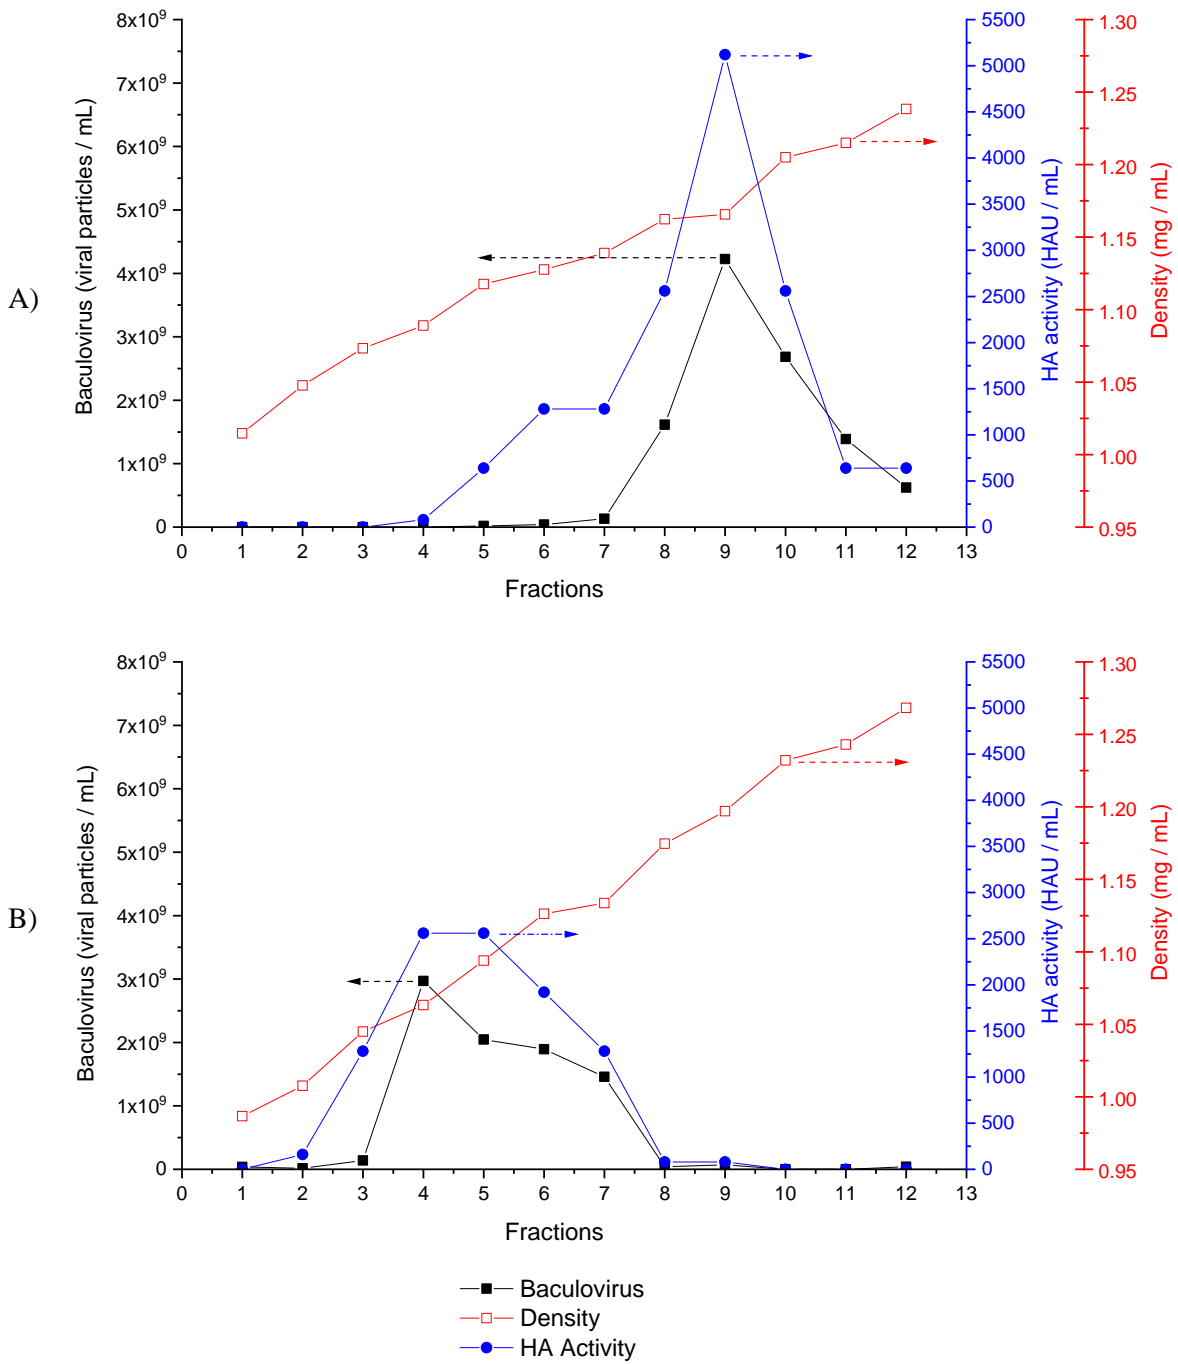 A)
Baculovirus (viral particles / mL)
8x10⁹
7x10⁹
6x10⁹
5x10⁹
4x10⁹
3x10⁹
2x10⁹
1x10⁹
0
0 1 2 3 4 5 6 7 8 9 10 11 12 13
Fractions
5500
5000
4500
4000
3500
3000
2500
2000
1500
1000
500
0
HA activity (HAU / mL)
1.30
1.25
1.20
1.15
1.10
1.05
1.00
0.95
Density (mg / mL)
B)
Baculovirus (viral particles / mL)
8x10⁹
7x10⁹
6x10⁹
5x10⁹
4x10⁹
3x10⁹
2x10⁹
1x10⁹
0
0 1 2 3 4 5 6 7 8 9 10 11 12 13
Fractions
5500
5000
4500
4000
3500
3000
2500
2000
1500
1000
500
0
HA activity (HAU / mL)
1.30
1.25
1.20
1.15
1.10
1.05
1.00
0.95
Density (mg / mL)
Baculovirus
Density
HA Activity